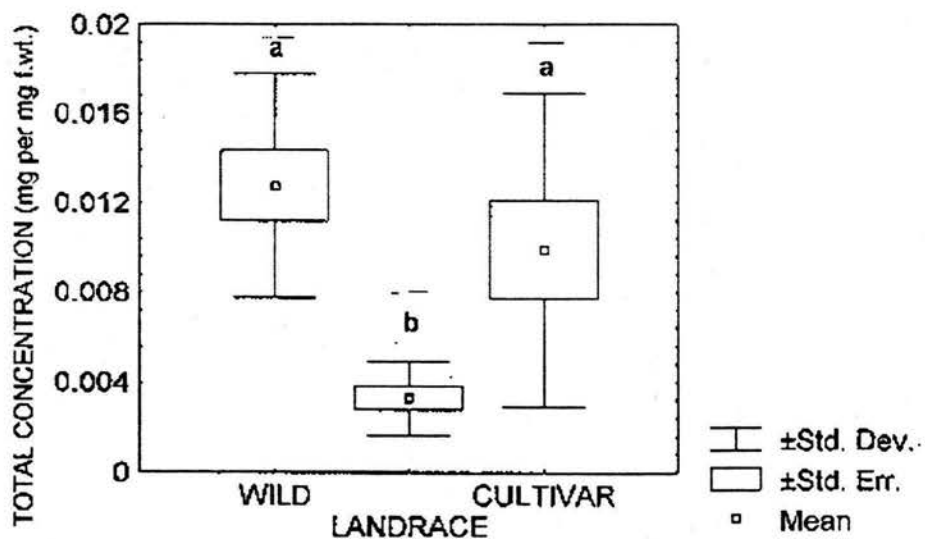 TOTAL CONCENTRATION (mg per mg f.wt.)
0.02
0.016
0.012
0.008
0.004
0
a
b
a
WILD
CULTIVAR
LANDRACE
±Std. Dev.
±Std. Err.
Mean